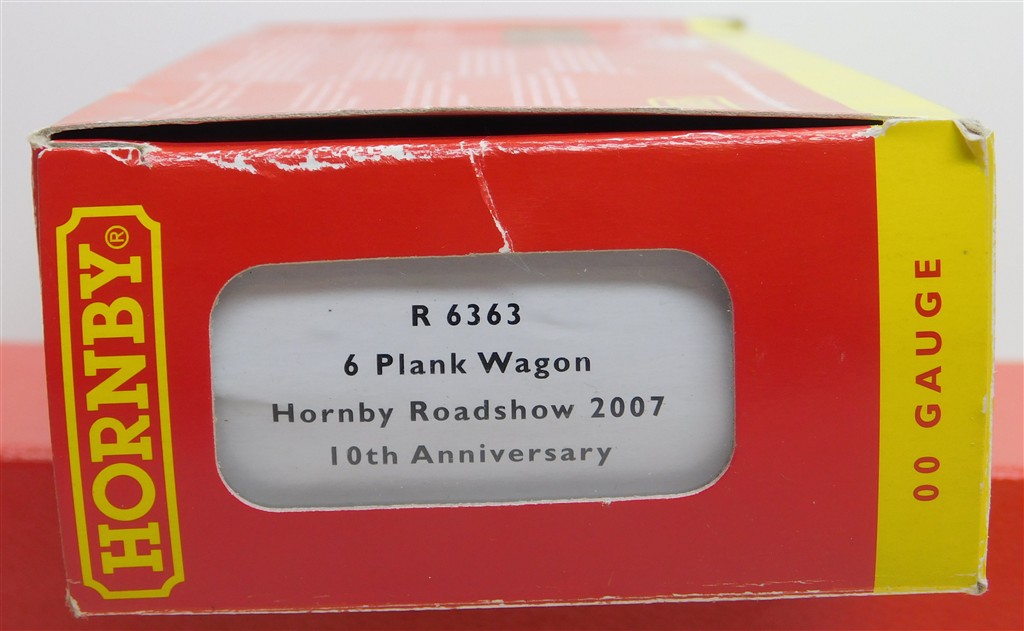 HORNBY®
R 6363
6 Plank Wagon
Hornby Roadshow 2007
10th Anniversary
00 GAUGE